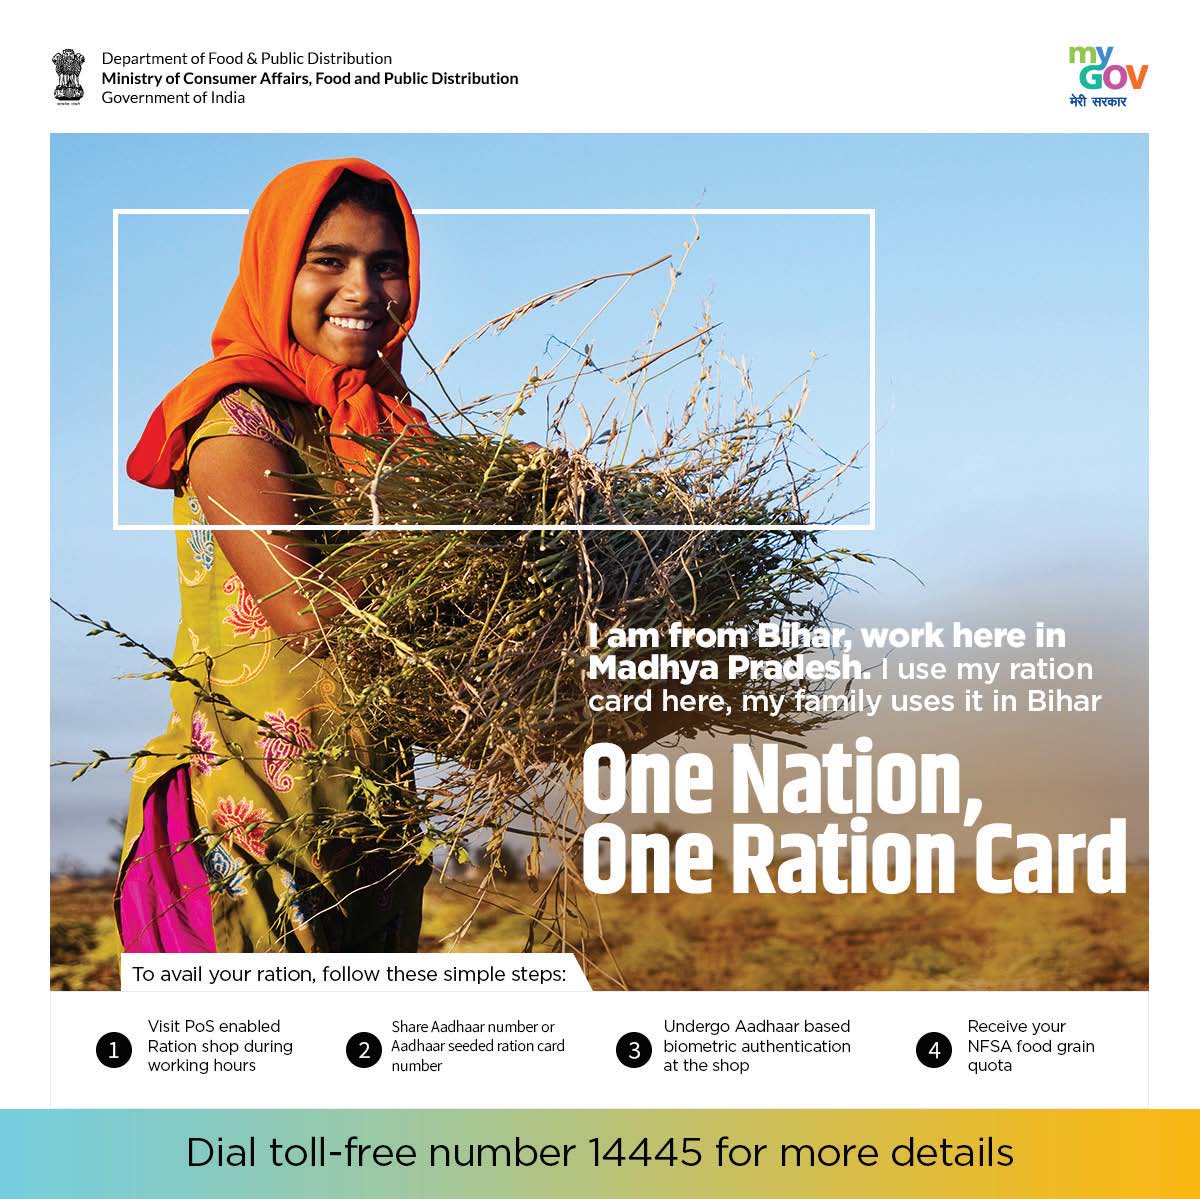 Department of Food & Public Distribution
Ministry of Consumer Affairs, Food and Public Distribution
Government of India
my
GOV
मेरी सरकार
I am from Bihar, work here in
Madhya Pradesh. I use my ration
card here, my family uses it in Bihar
One Nation,
One Ration Card
To avail your ration, follow these simple steps:
1
Visit PoS enabled
Ration shop during
working hours
2
Share Aadhaar number or
Aadhaar seeded ration card
number
3
Undergo Aadhaar based
biometric authentication
at the shop
4
Receive your
NFSA food grain
quota
Dial toll-free number 14445 for more details